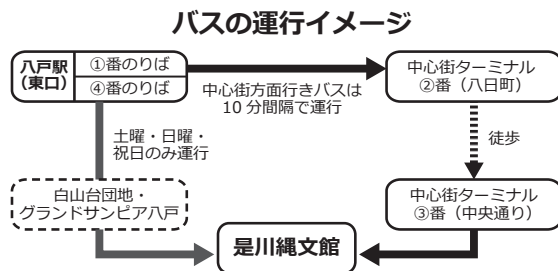 バスの運行イメージ
八戸駅
（東口）
①番のりば
④番のりば
中心街方面行きバスは
10 分間隔で運行
中心街ターミナル
②番（八日町）
土曜・日曜・
祝日のみ運行
徒歩
白山台団地・
グランドサンピア八戸
中心街ターミナル
③番（中央通り）
是川縄文館